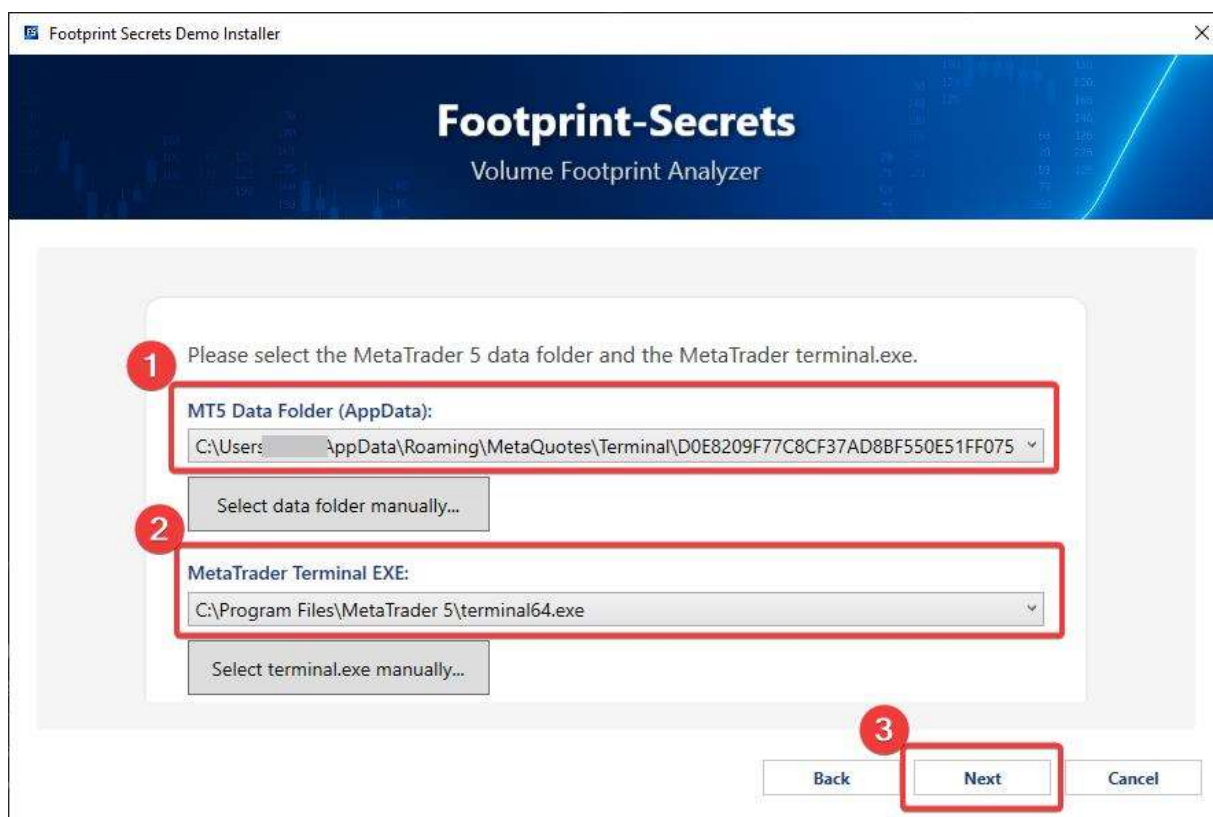 Footprint Secrets Demo Installer
Footprint-Secrets
Volume Footprint Analyzer
1
Please select the MetaTrader 5 data folder and the MetaTrader terminal.exe.
MT5 Data Folder (AppData):
C:\Users AppData\Roaming\MetaQuotes\Terminal\D0E8209F77C8CF37AD8BF550E51FF075
Select data folder manually...
2
MetaTrader Terminal EXE:
C:\Program Files\MetaTrader 5\terminal64.exe
Select terminal.exe manually...
3
Back Next Cancel